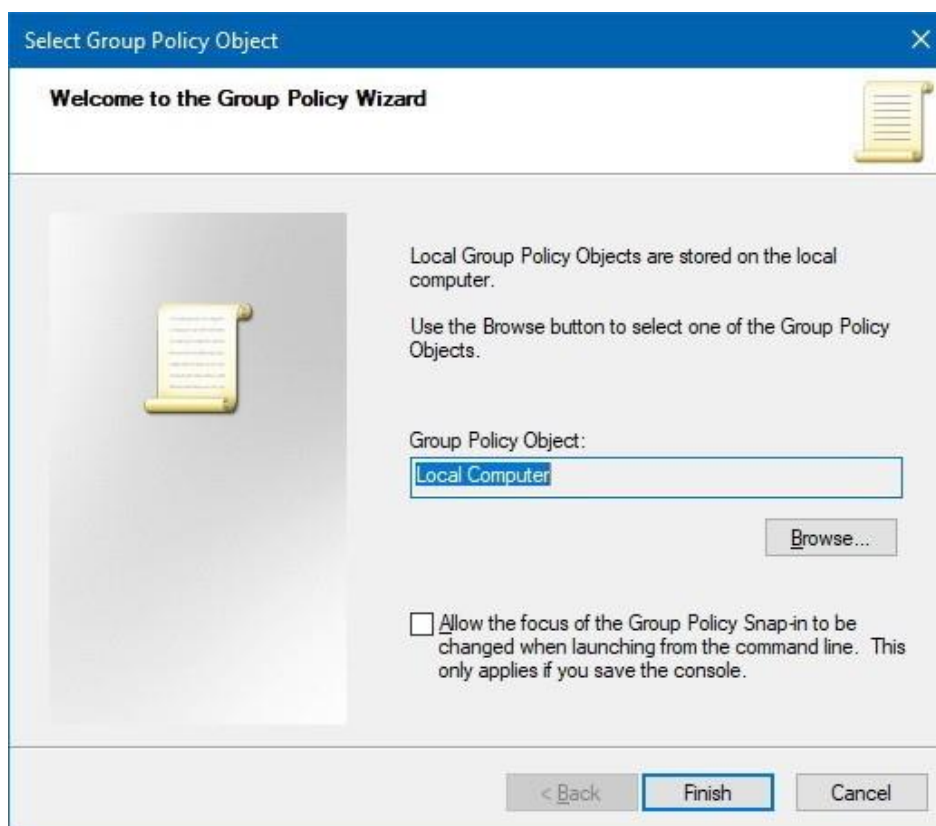 Select Group Policy Object
Welcome to the Group Policy Wizard
Local Group Policy Objects are stored on the local
computer.
Use the Browse button to select one of the Group Policy
Objects.
Group Policy Object:
Local Computer
Browse...
Allow the focus of the Group Policy Snap-in to be
changed when launching from the command line.  This
only applies if you save the console.
< Back
Finish
Cancel